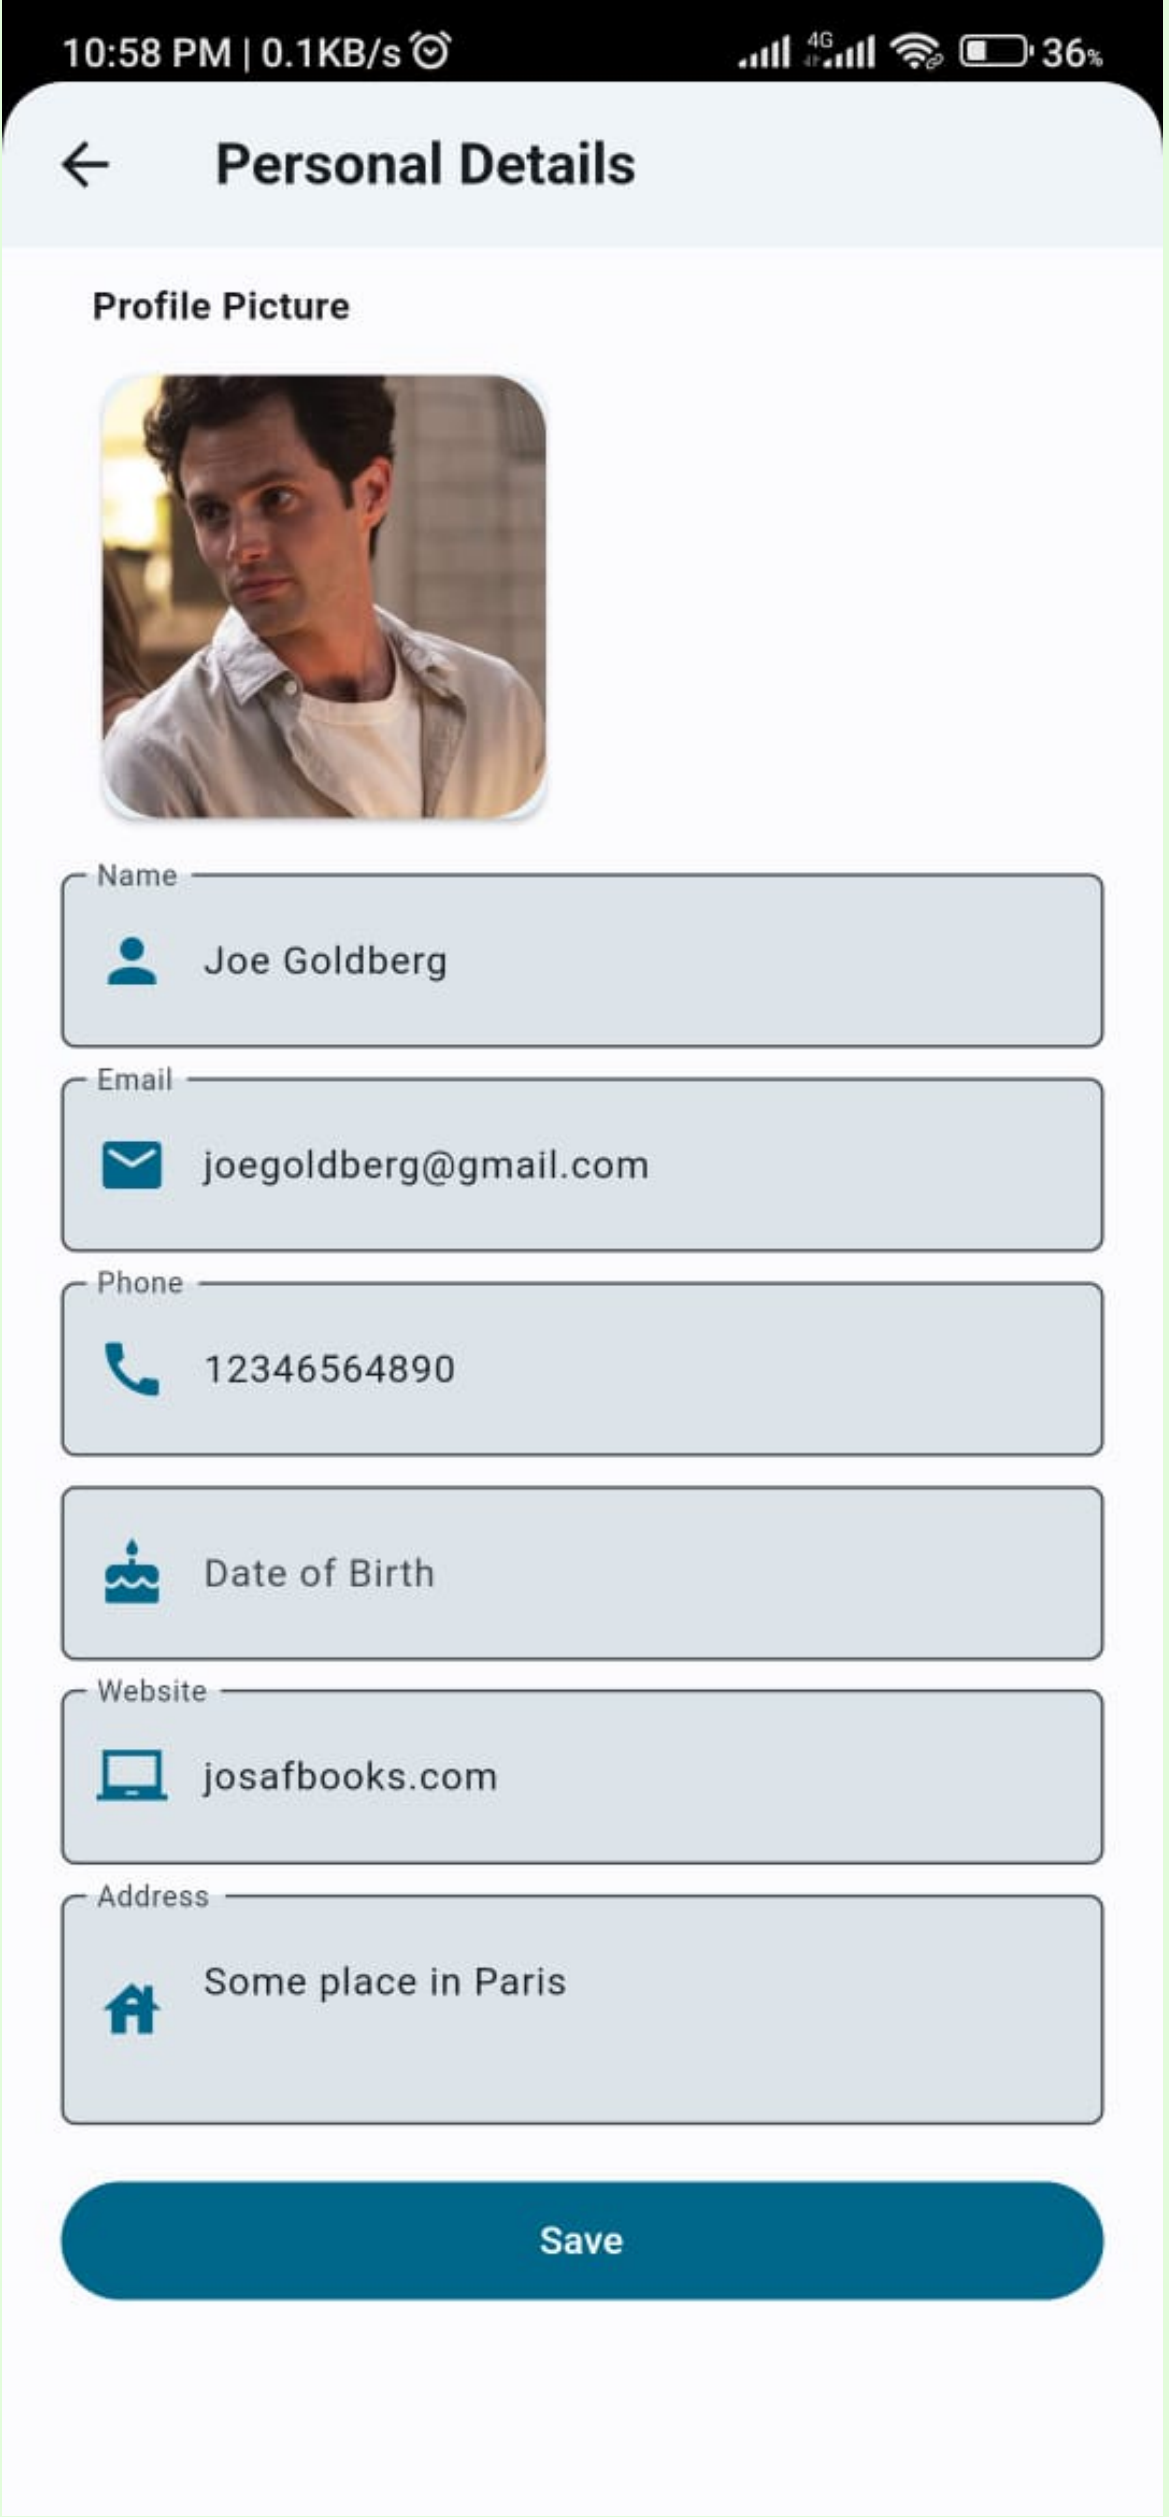 10:58 PM | 0.1KB/s 4G 36%
Personal Details
Profile Picture
Name
Joe Goldberg
Email
joegoldberg@gmail.com
Phone
12346564890
Date of Birth
Website
josafbooks.com
Address
Some place in Paris
Save